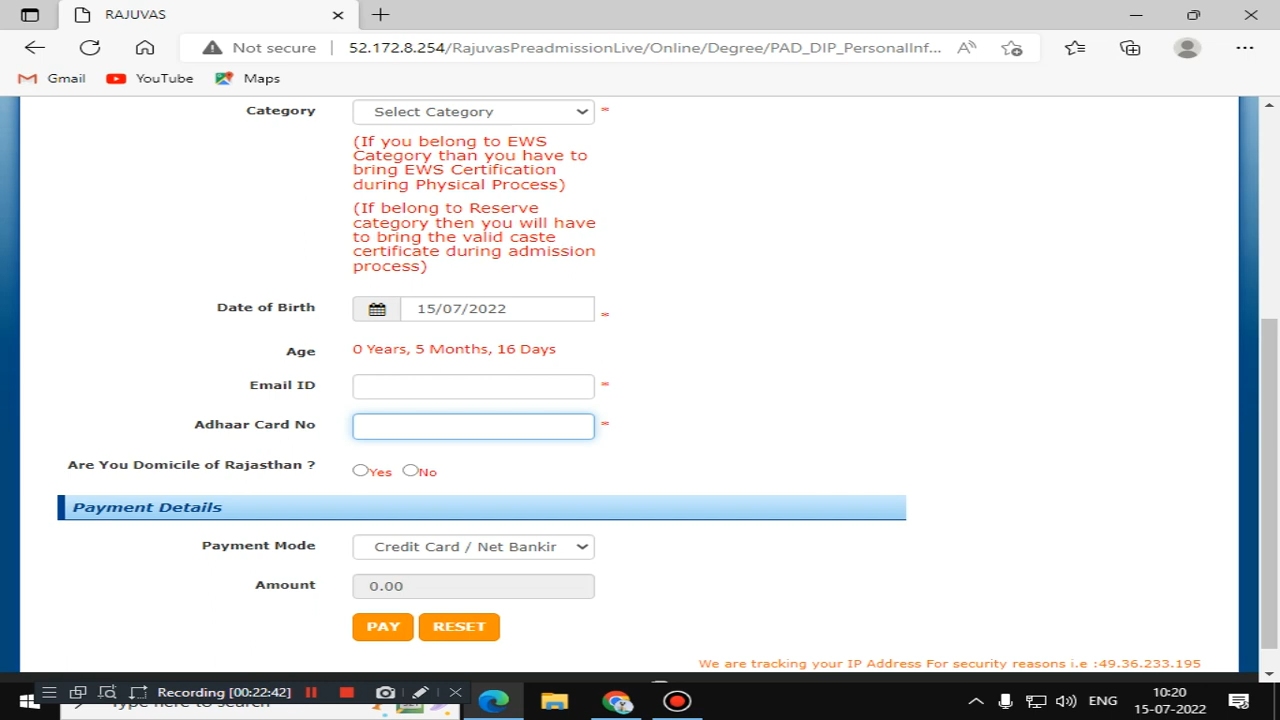 RAJUVAS
Not secure
52.172.8.254/RajuvasPreadmissionLive/Online/Degree/PAD_DIP_PersonalInf...
Gmail
YouTube
Maps
Category
Select Category
*
(If you belong to EWS
Category than you have to
bring EWS Certification
during Physical Process)
(If belong to Reserve
category then you will have
to bring the valid caste
certificate during admission
process)
Date of Birth
15/07/2022
*
Age
0 Years, 5 Months, 16 Days
Email ID
*
Adhaar Card No
*
Are You Domicile of Rajasthan ?
Yes
No
Payment Details
Payment Mode
Credit Card / Net Bankir
Amount
0.00
PAY
RESET
We are tracking your IP Address For security reasons i.e :49.36.233.195
Recording [00:22:42]
Type here to search
ENG
10:20
15-07-2022